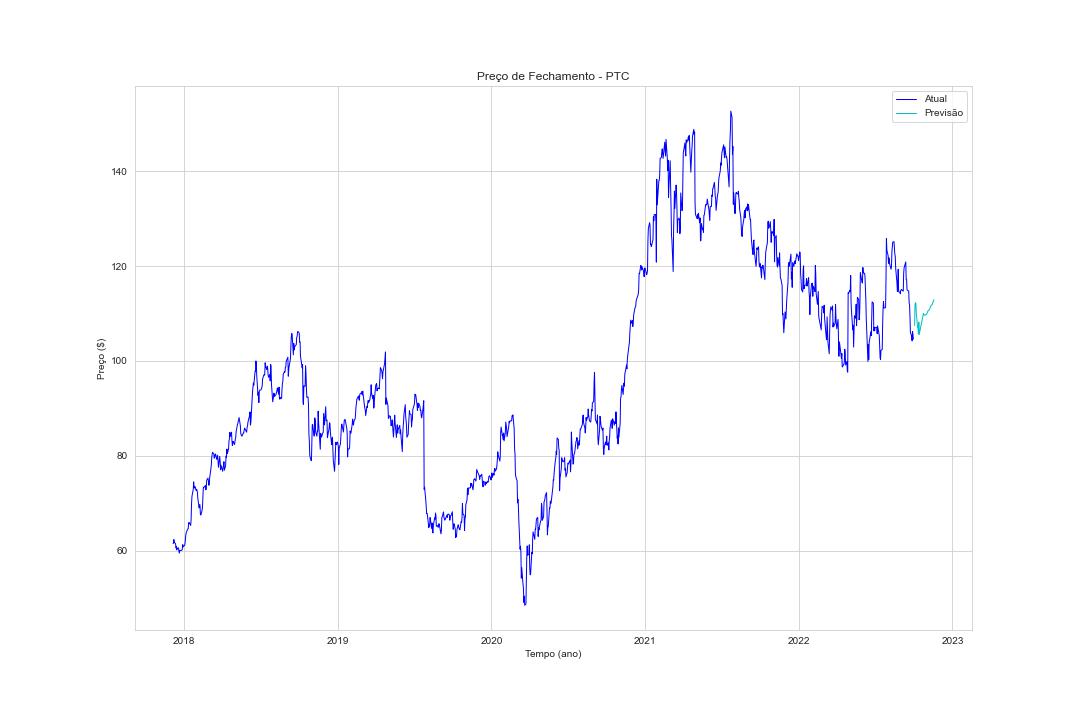 Preço de Fechamento - PTC
Atual
Previsão
Preço ($)
140
120
100
80
60
2018
2019
2020
2021
2022
2023
Tempo (ano)